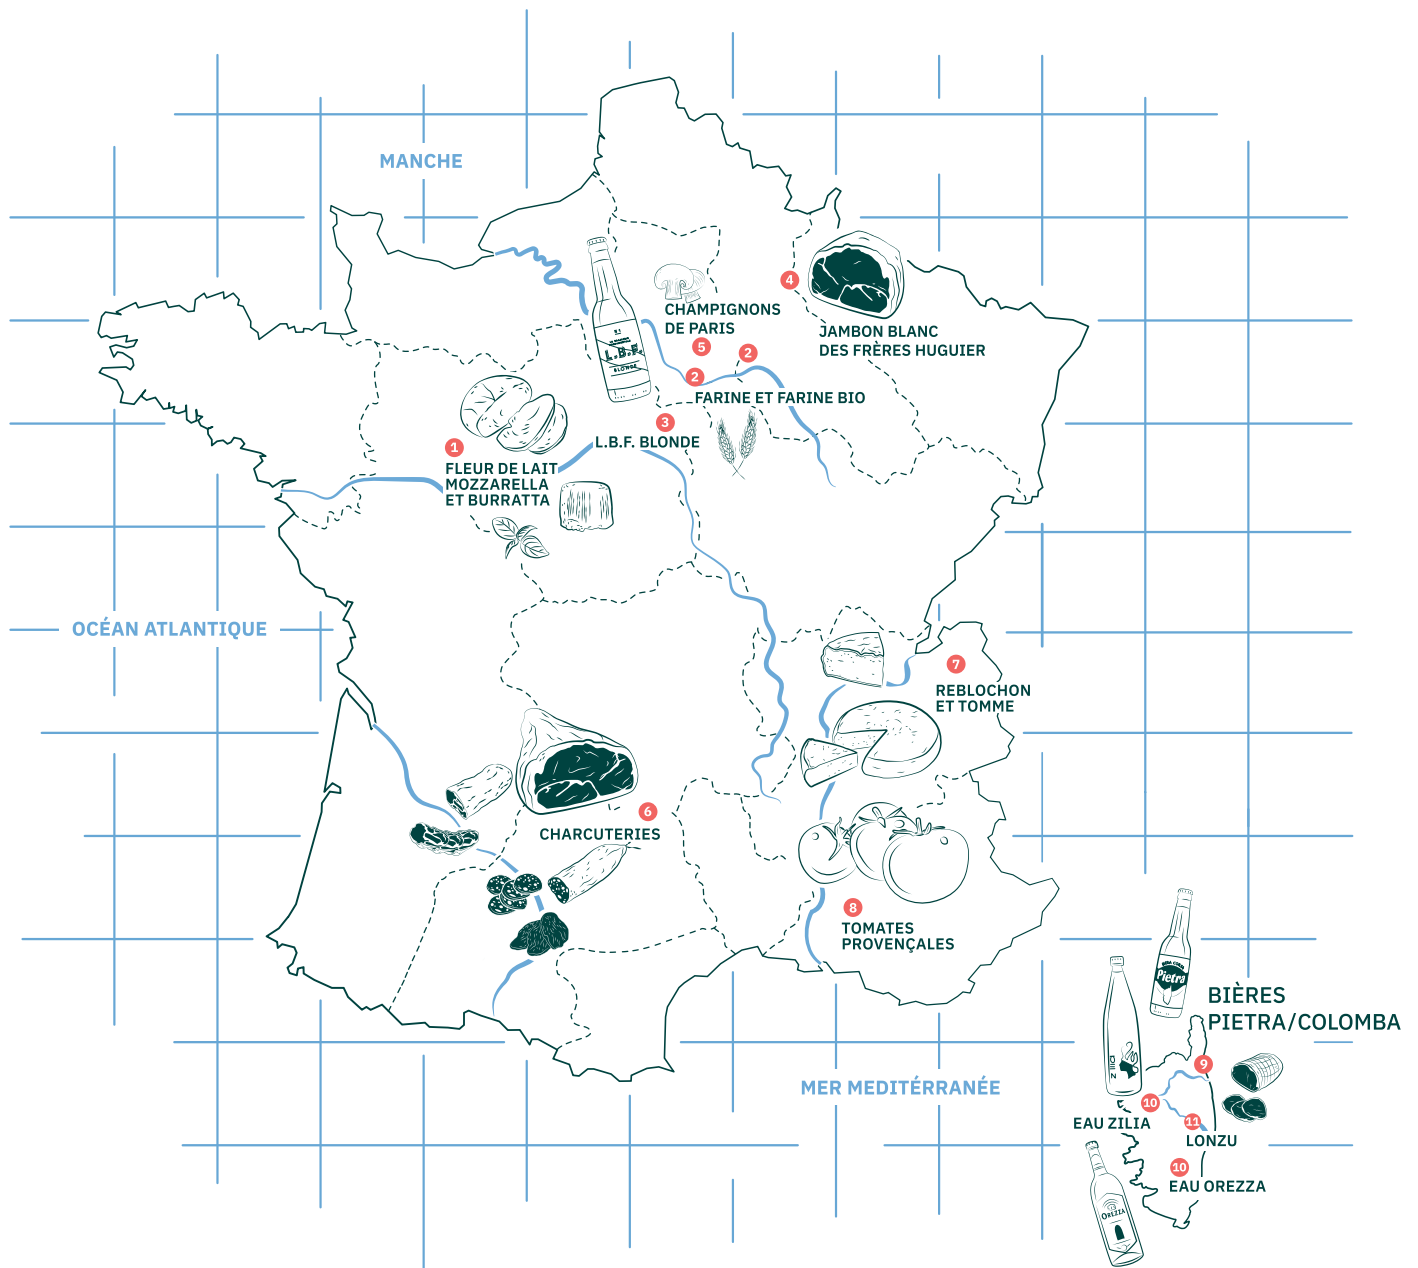 MANCHE
4
CHAMPIGNONS
DE PARIS
5
JAMBON BLANC
DES FRÈRES HUGUIER
L.B.F.
BLONDE
2
2
FARINE ET FARINE BIO
3
L.B.F. BLONDE
1
FLEUR DE LAIT
MOZZARELLA
ET BURRATTA
OCÉAN ATLANTIQUE
7
REBLOCHON
ET TOMME
6
CHARCUTERIES
8
TOMATES
PROVENÇALES
Pietra
BIÈRES
PIETRA/COLOMBA
zilia
9
MER MEDITÉRRANÉE
10
EAU ZILIA
11
LONZU
10
EAU OREZZA
OREZZA